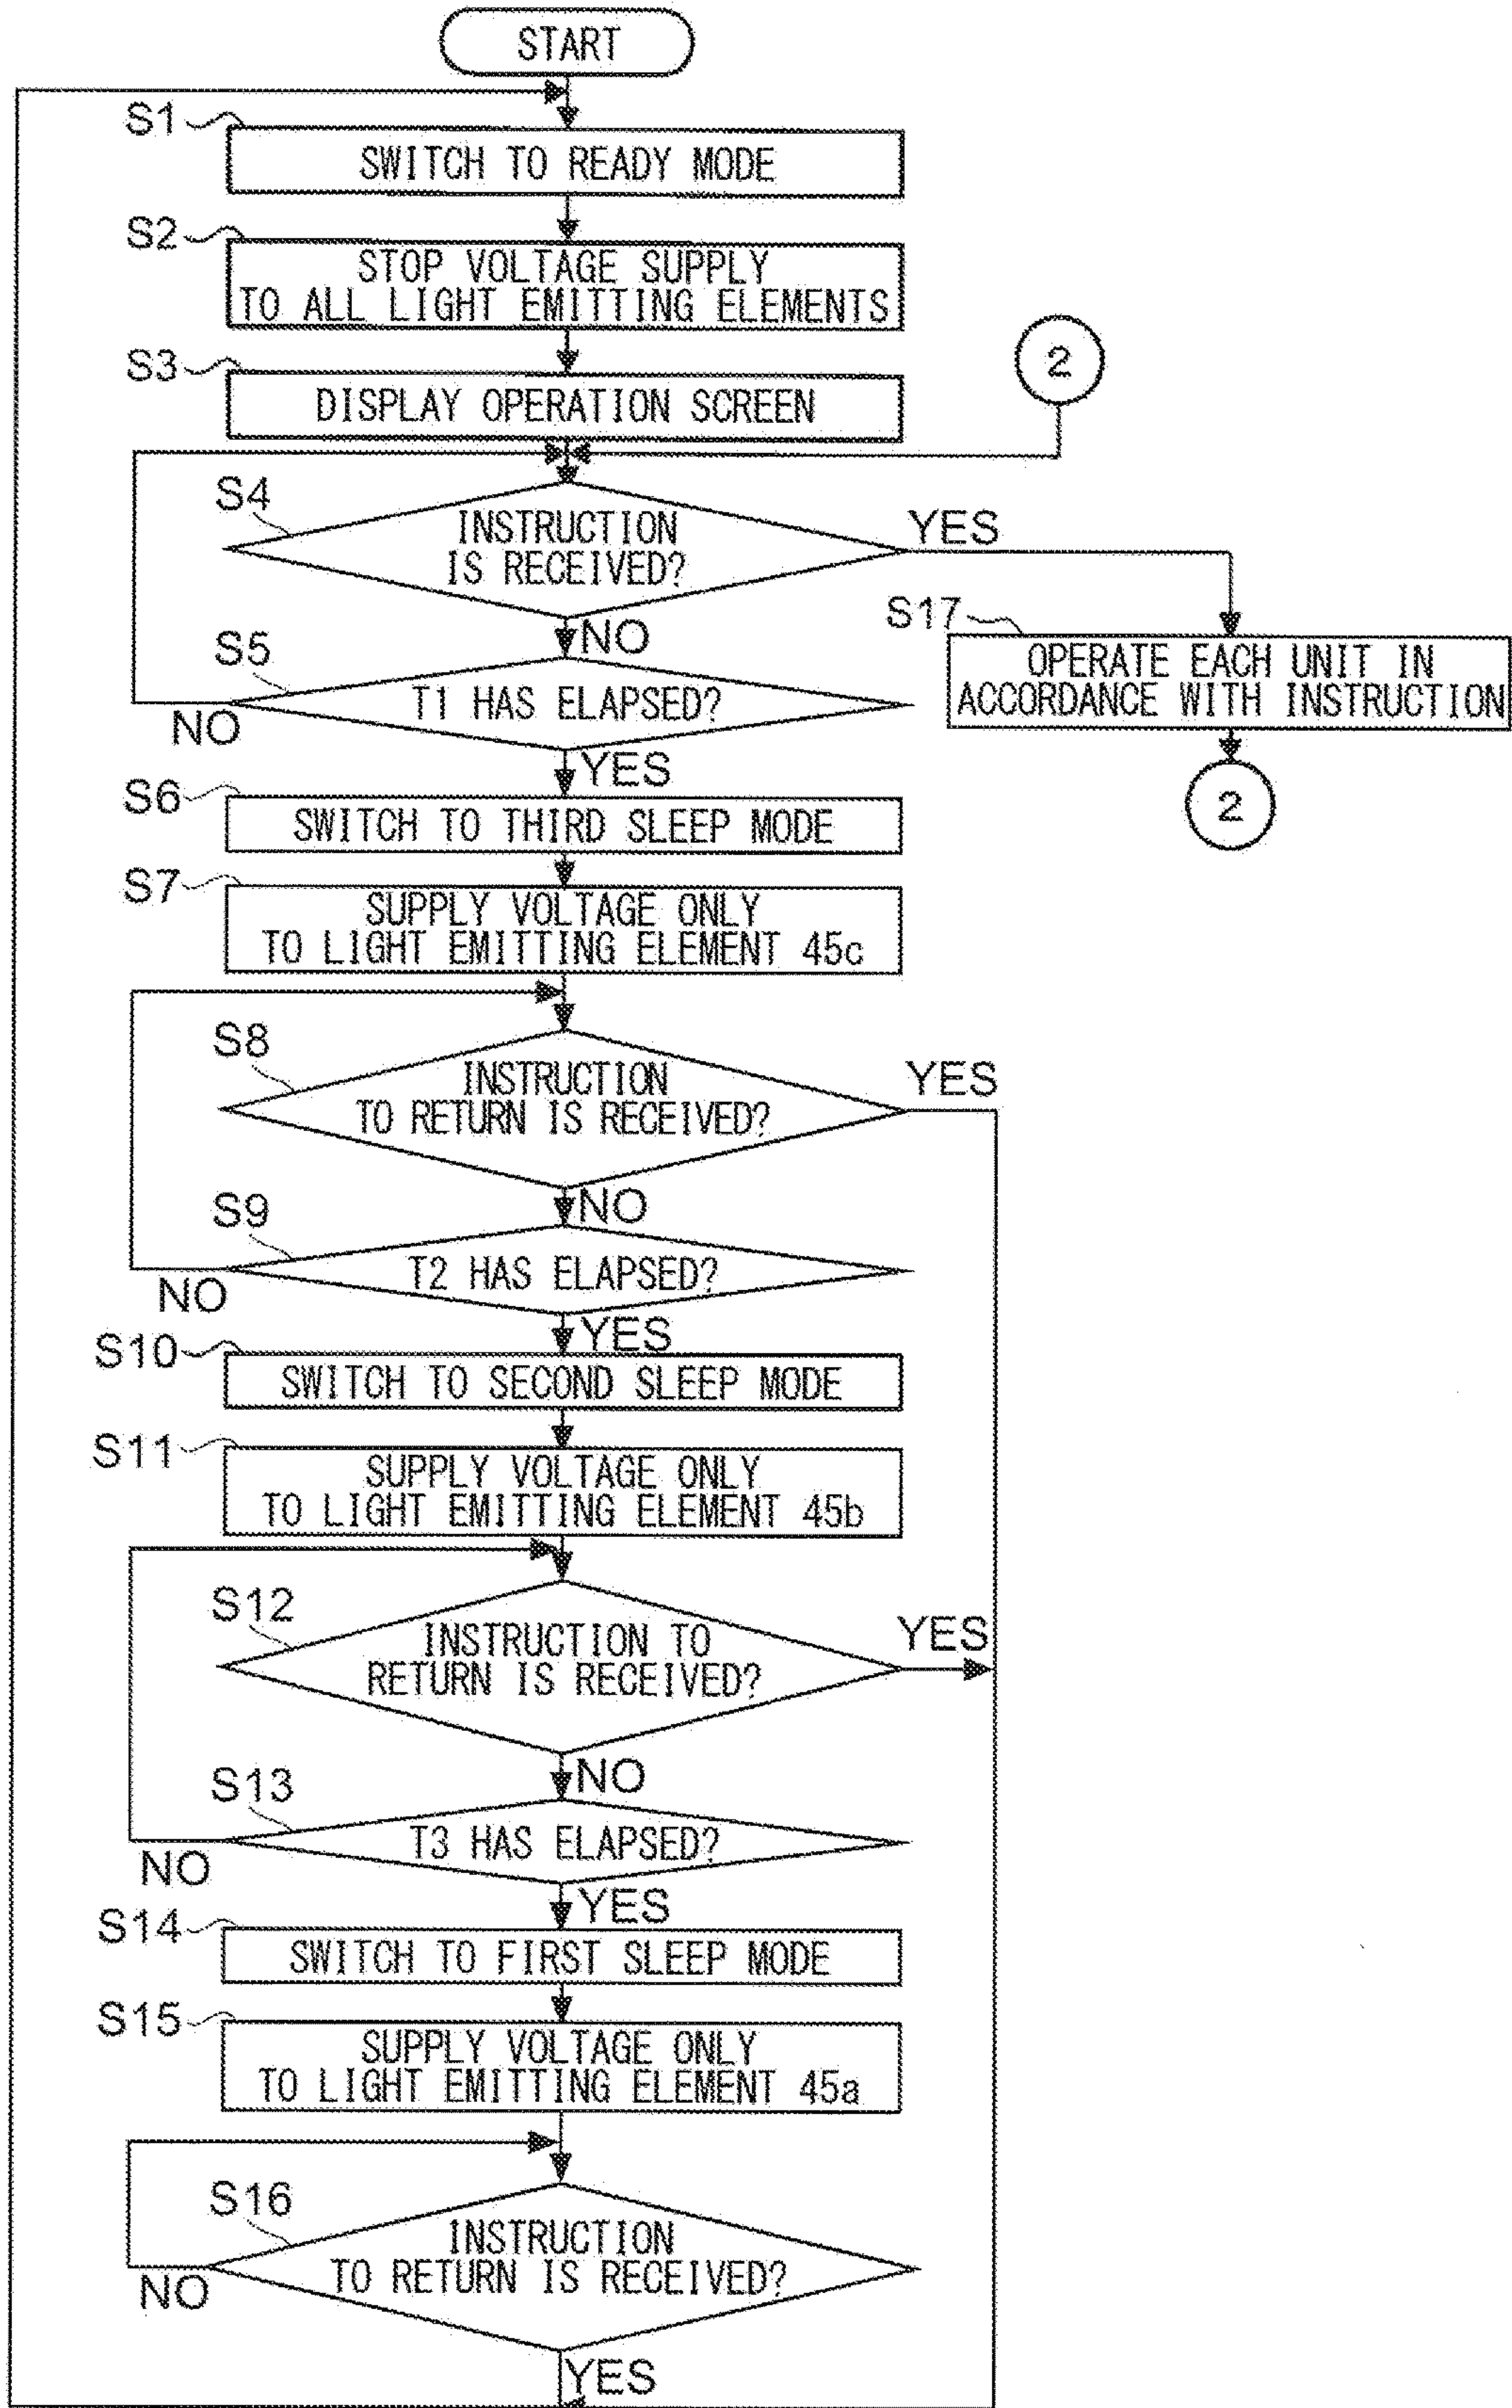 START
S1
SWITCH TO READY MODE
S2
STOP VOLTAGE SUPPLY
TO ALL LIGHT EMITTING ELEMENTS
S3
DISPLAY OPERATION SCREEN
2
S4
INSTRUCTION
IS RECEIVED?
YES
NO
S17
OPERATE EACH UNIT IN
ACCORDANCE WITH INSTRUCTION
2
S5
T1 HAS ELAPSED?
NO
YES
S6
SWITCH TO THIRD SLEEP MODE
S7
SUPPLY VOLTAGE ONLY
TO LIGHT EMITTING ELEMENT 45c
S8
INSTRUCTION
TO RETURN IS RECEIVED?
YES
NO
S9
T2 HAS ELAPSED?
NO
YES
S10
SWITCH TO SECOND SLEEP MODE
S11
SUPPLY VOLTAGE ONLY
TO LIGHT EMITTING ELEMENT 45b
S12
INSTRUCTION TO
RETURN IS RECEIVED?
YES
NO
S13
T3 HAS ELAPSED?
NO
YES
S14
SWITCH TO FIRST SLEEP MODE
S15
SUPPLY VOLTAGE ONLY
TO LIGHT EMITTING ELEMENT 45a
S16
INSTRUCTION
TO RETURN IS RECEIVED?
NO
YES